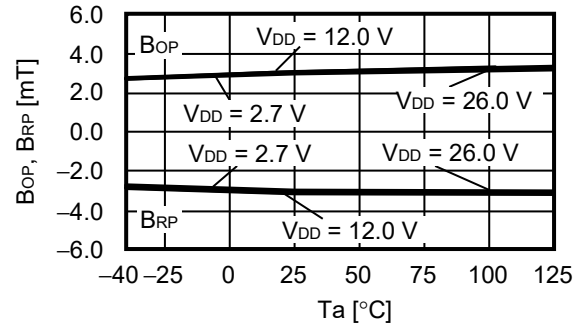 6.0
4.0
2.0
0.0
–2.0
–4.0
–6.0
BOP, BRP [mT]
BOP
VDD = 12.0 V
VDD = 2.7 V
VDD = 26.0 V
VDD = 2.7 V
VDD = 26.0 V
BRP
VDD = 12.0 V
–40 –25 0 25 50 75 100 125
Ta [°C]